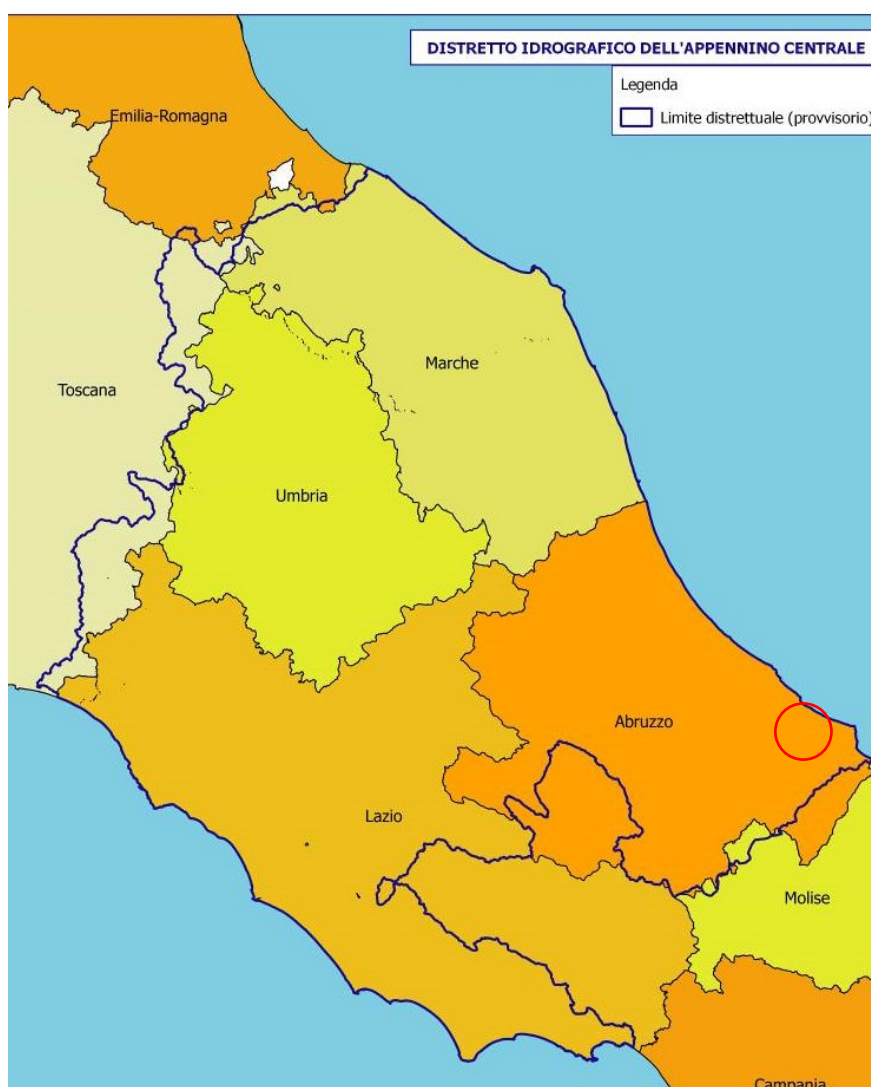 DISTRETTO IDROGRAFICO DELL'APPENNINO CENTRALE
Legenda
Limite distrettuale (provvisorio)
Emilia-Romagna
Marche
Toscana
Umbria
Abruzzo
Lazio
Molise
Campania